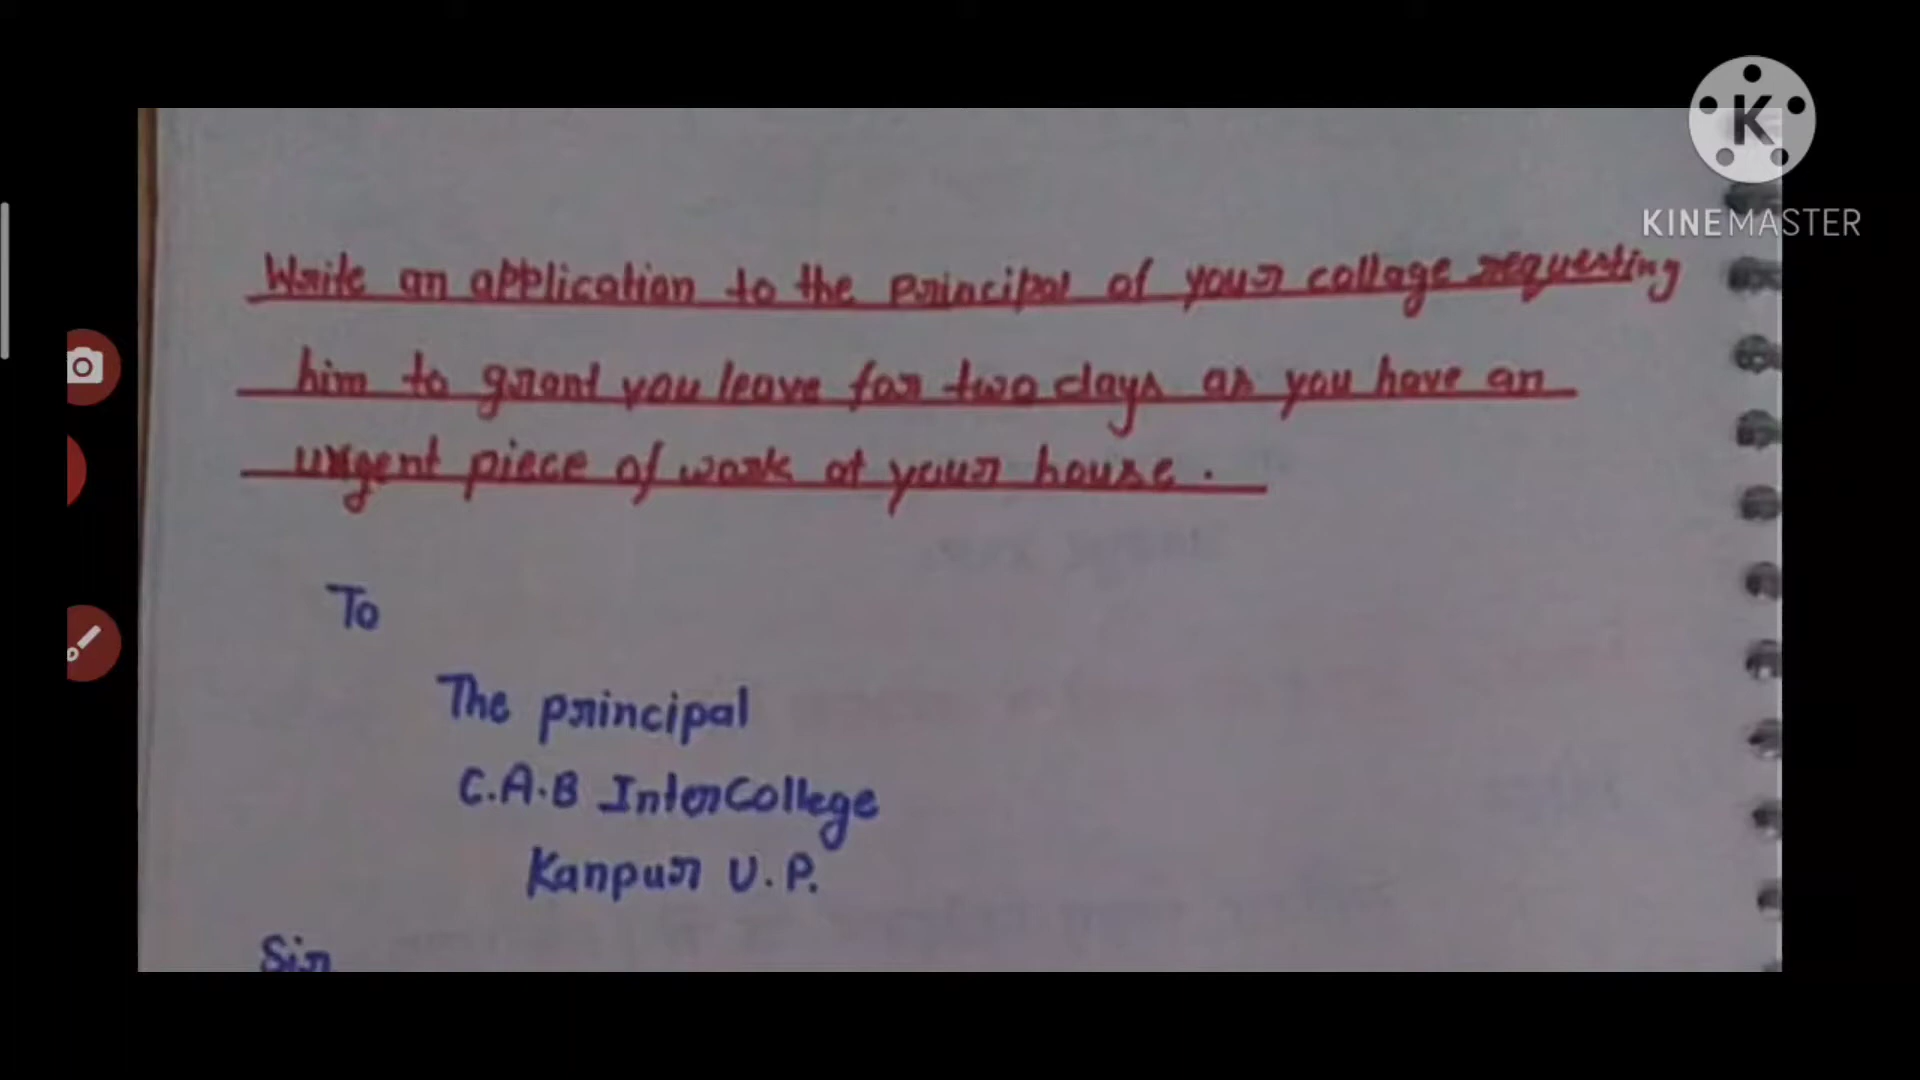 KINEMASTER
Write an application to the principal of your collage requesting
him to grant you leave for two days as you have an
urgent piece of work at your house.
To
The principal
C.A.B InterCollege
Kanpur U.P.
Sir